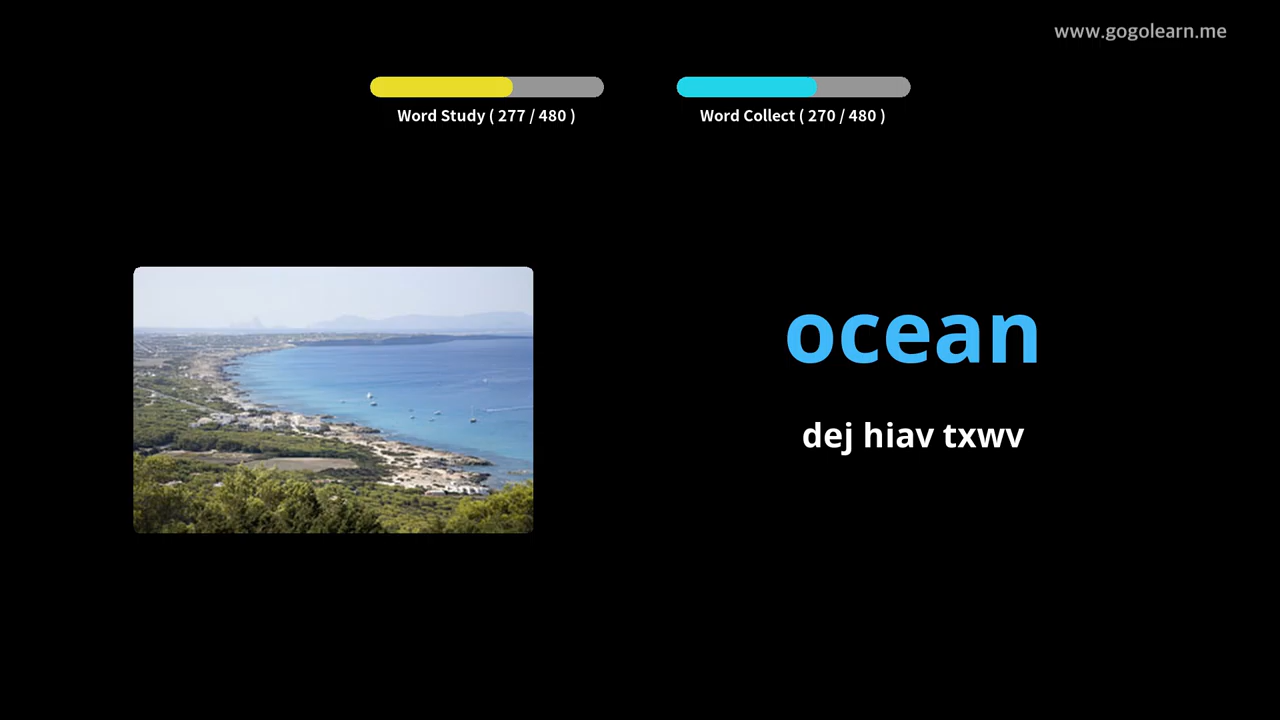 www.gogolearn.me
Word Study ( 277 / 480 )
Word Collect ( 270 / 480 )
ocean
dej hiav txwv